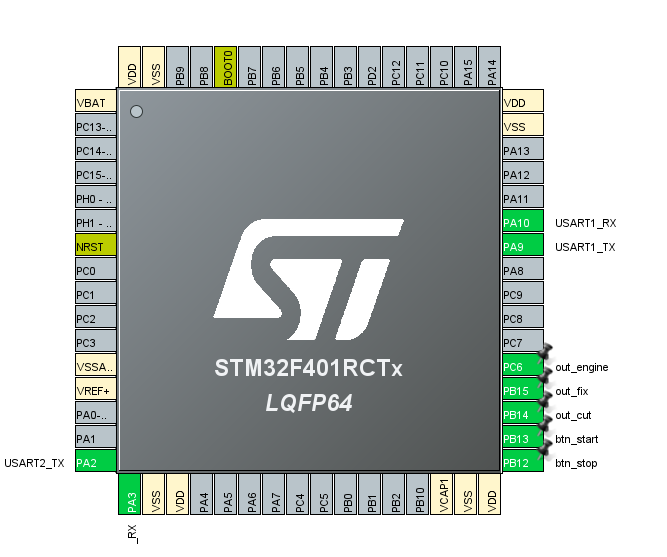 VDD
VSS
PB9
PB8
BOOT0
PB7
PB6
PB5
PB4
PB3
PD2
PC12
PC11
PC10
PA15
PA14
VBAT
PC13-..
PC14-..
PC15-..
PH0 - ..
PH1 - ..
NRST
PC0
PC1
PC2
PC3
VSSA..
VREF+
PA0-..
PA1
USART2_TX PA2
VDD
VSS
PA13
PA12
PA11
PA10 USART1_RX
PA9 USART1_TX
PA8
PC9
PC8
PC7
PC6 out_engine
PB15 out_fix
PB14 out_cut
PB13 btn_start
PB12 btn_stop
ST
STM32F401RCTx
LQFP64
PA3
VSS
VDD
PA4
PA5
PA6
PA7
PC4
PC5
PB0
PB1
PB2
PB10
VCAP1
VSS
VDD
_RX